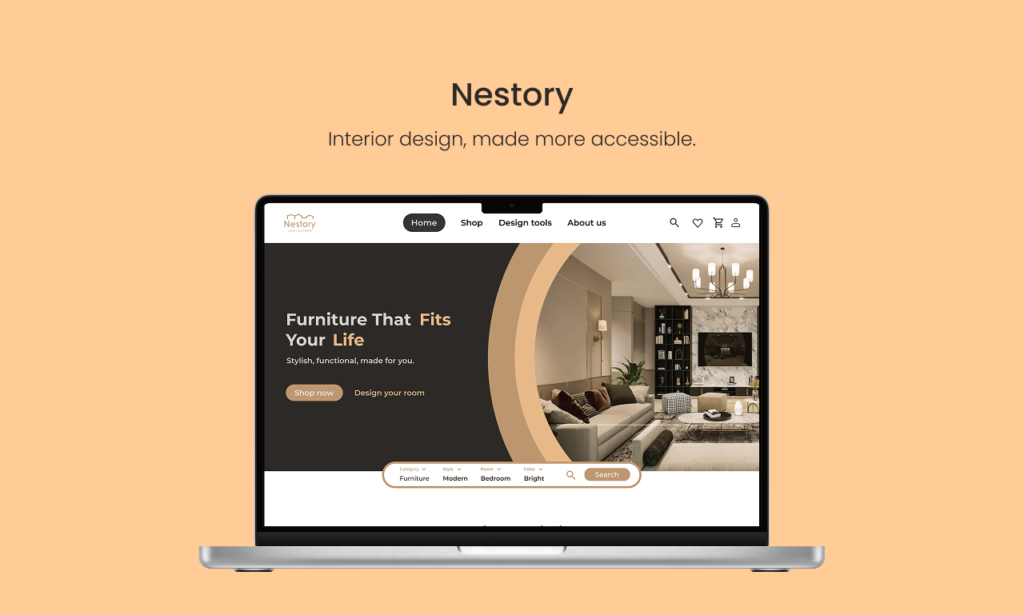 Nestory
Interior design, made more accessible.
Nestory
Home Shop Design tools About us
Furniture That Fits
Your Life
Stylish, functional, made for you.
Shop now Design your room
Category Style Room Color
Furniture Modern Bedroom Bright Search